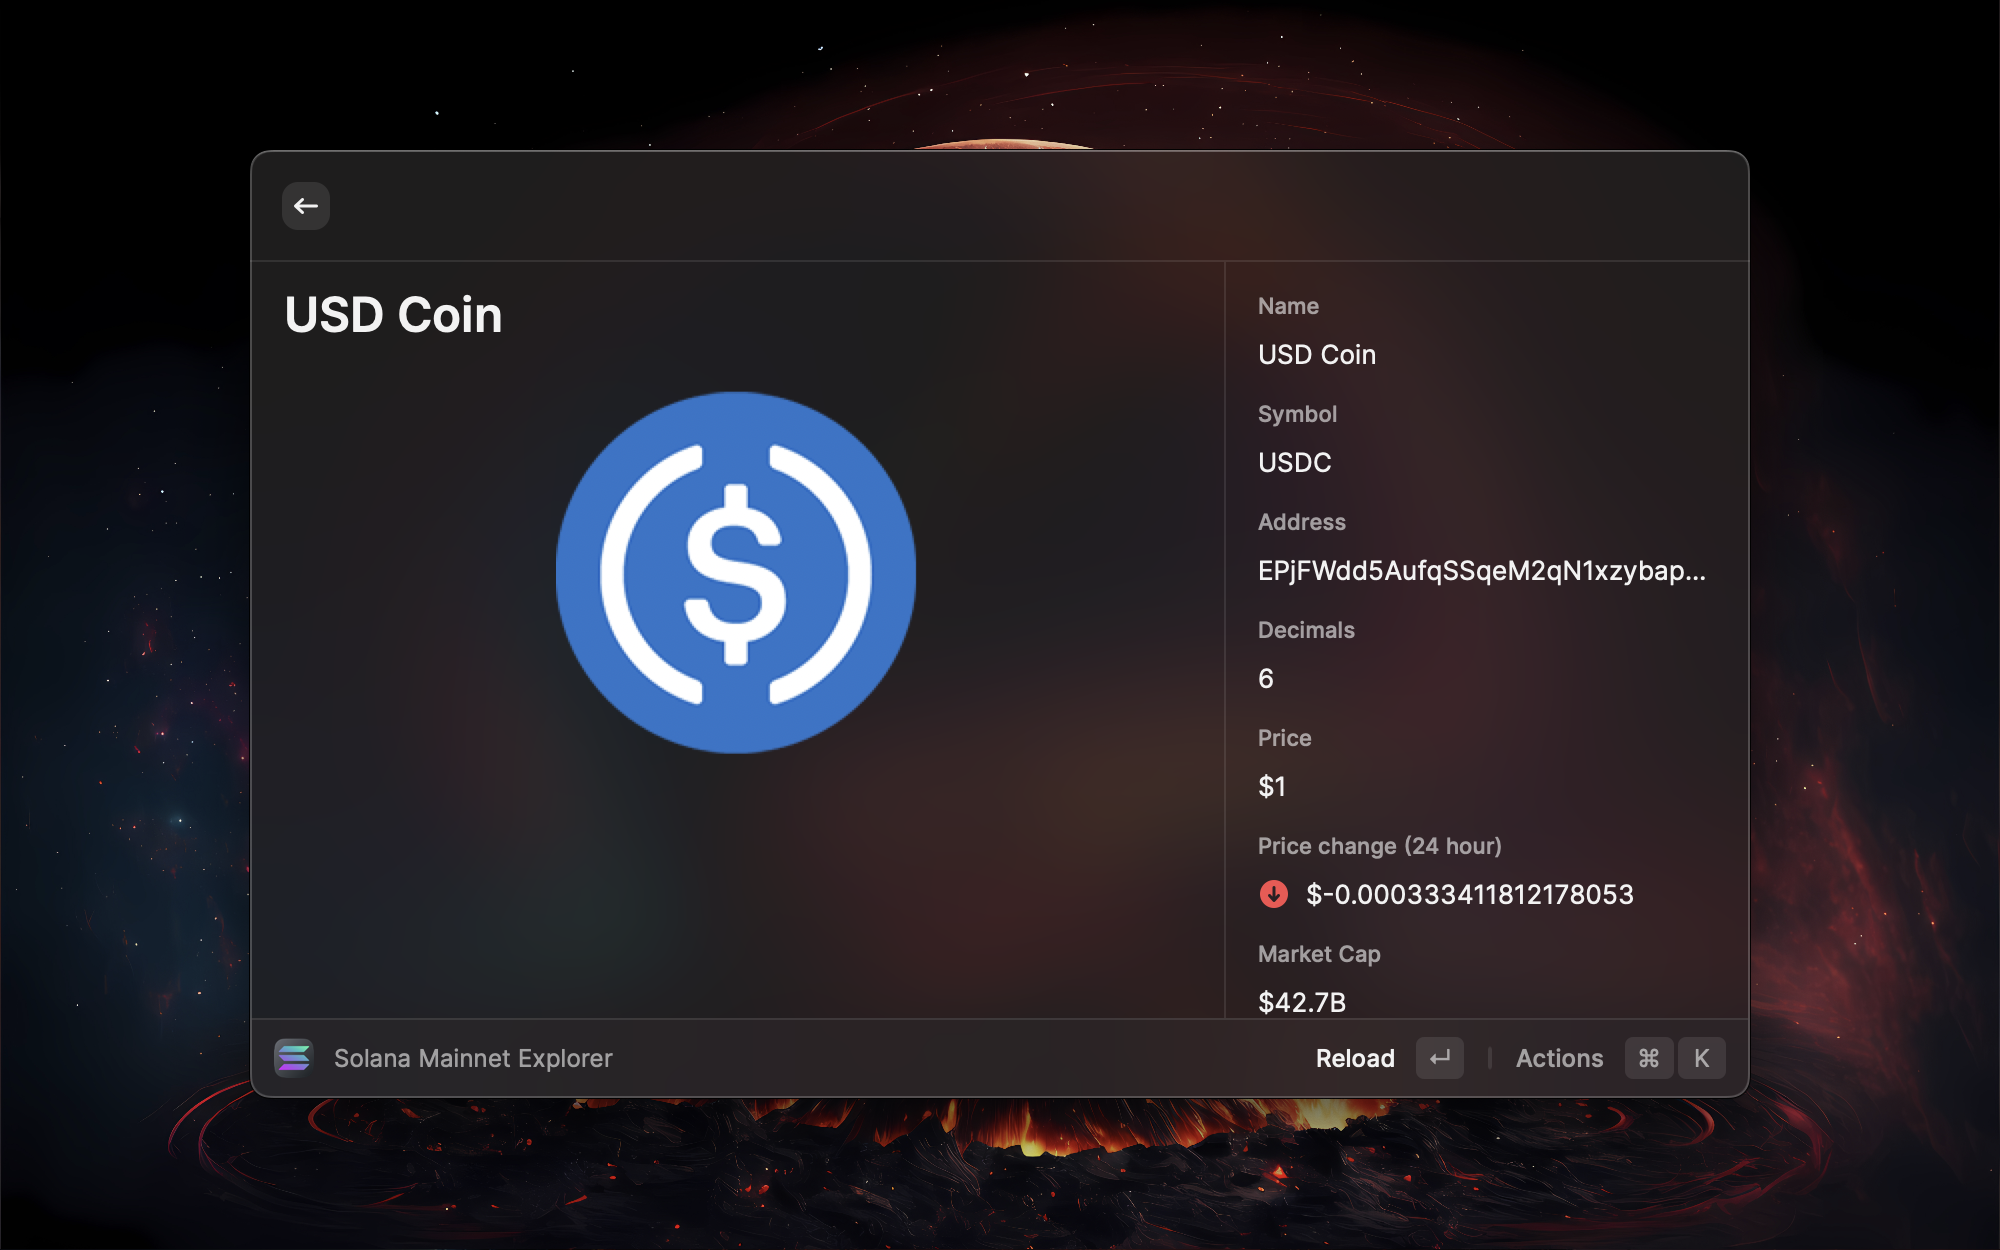 USD Coin
Name
USD Coin
Symbol
USDC
Address
EPjFWdd5AufqSSqeM2qN1xzybap...
Decimals
6
Price
$1
Price change (24 hour)
$-0.000333411812178053
Market Cap
$42.7B
Solana Mainnet Explorer
Reload ↵ | Actions ⌘ K